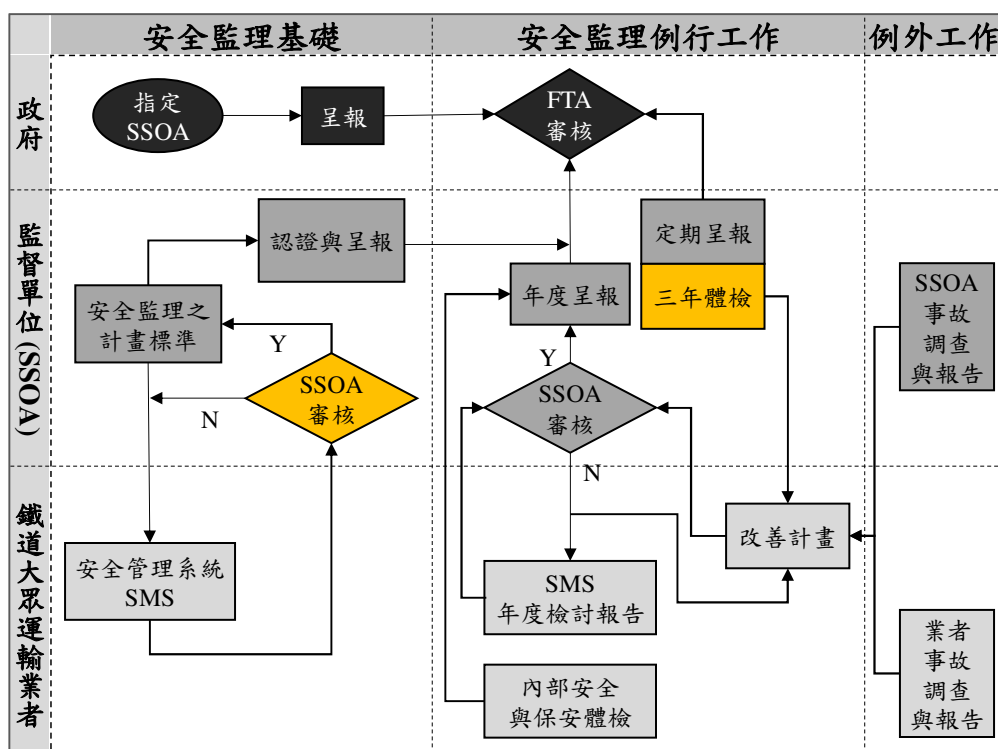 安全監理基礎
安全監理例行工作
例外工作
政府
指定
SSOA
呈報
FTA
審核
監督單位(SSOA)
認證與呈報
定期呈報
三年體檢
年度呈報
安全監理之
計畫標準
SSOA
事故
調查
與報告
Y
N
SSOA
審核
Y
SSOA
審核
N
鐵道大眾運輸業者
安全管理系統
SMS
改善計畫
SMS
年度檢討報告
內部安全
與保安體檢
業者
事故
調查
與報告